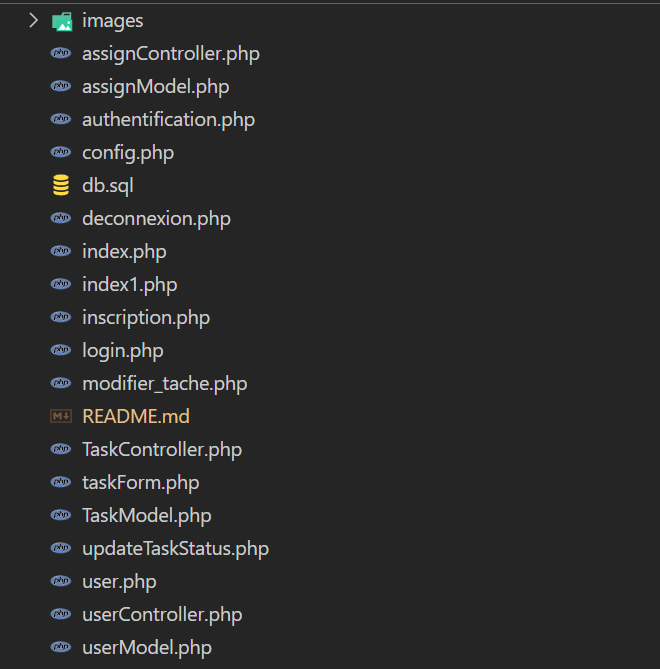 images
assignController.php
assignModel.php
authentification.php
config.php
db.sql
deconnexion.php
index.php
index1.php
inscription.php
login.php
modifier_tache.php
README.md
TaskController.php
taskForm.php
TaskModel.php
updateTaskStatus.php
user.php
userController.php
userModel.php